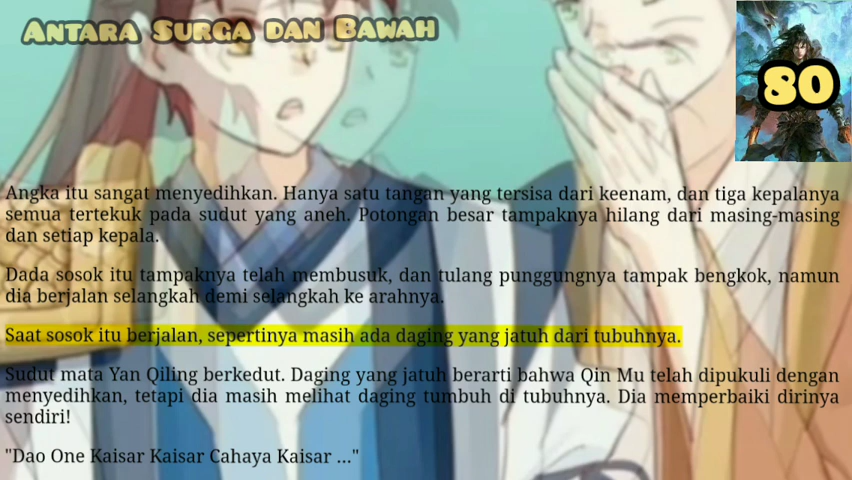 Antara Surga dan Bawah
80
Angka itu sangat menyedihkan. Hanya satu tangan yang tersisa dari keenam, dan tiga kepalanya
semua tertekuk pada sudut yang aneh. Potongan besar tampaknya hilang dari masing-masing
dan setiap kepala.
Dada sosok itu tampaknya telah membusuk, dan tulang punggungnya tampak bengkok, namun
dia berjalan selangkah demi selangkah ke arahnya.
Saat sosok itu berjalan, sepertinya masih ada daging yang jatuh dari tubuhnya.
Sudut mata Yan Qiling berkedut. Daging yang jatuh berarti bahwa Qin Mu telah dipukuli dengan
menyedihkan, tetapi dia masih melihat daging tumbuh di tubuhnya. Dia memperbaiki dirinya
sendiri!
"Dao One Kaisar Kaisar Cahaya Kaisar ..."